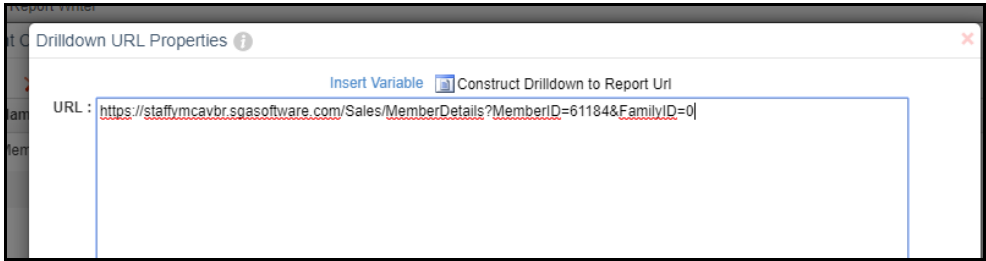 Report Writer
Drilldown URL Properties
Insert Variable Construct Drilldown to Report Url
URL : https://staffymcavbr.sgasoftware.com/Sales/MemberDetails?MemberID=61184&FamilyID=0